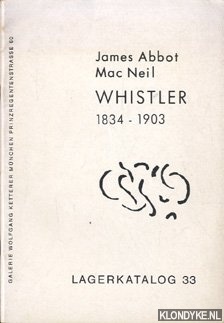 James Abbot
Mac Neil
WHISTLER
1834 - 1903
GALERIE WOLFGANG KETTERER MÜNCHEN PRINZREGENTENSTRASSE 60
LAGERKATALOG 33
KLONDYKE.NL